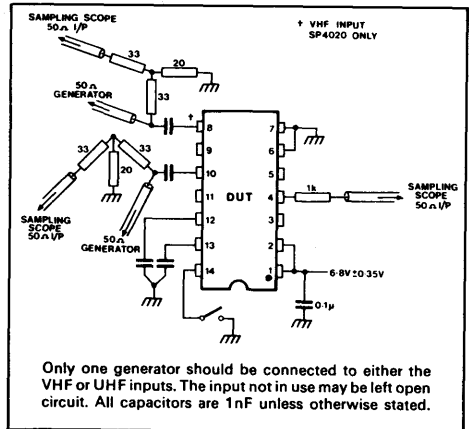 SAMPLING SCOPE
50Ω I/P
33
20
33
50Ω
GENERATOR
† VHF INPUT
SP4020 ONLY
†
8
7
9
6
10
5
11
4
12
3
13
2
14
1
DUT
33
20
33
SAMPLING
SCOPE
50Ω I/P
50Ω
GENERATOR
1k
SAMPLING
SCOPE
50Ω I/P
6·8V±0·35V
0·1µ
Only one generator should be connected to either the
VHF or UHF inputs. The input not in use may be left open
circuit. All capacitors are 1nF unless otherwise stated.